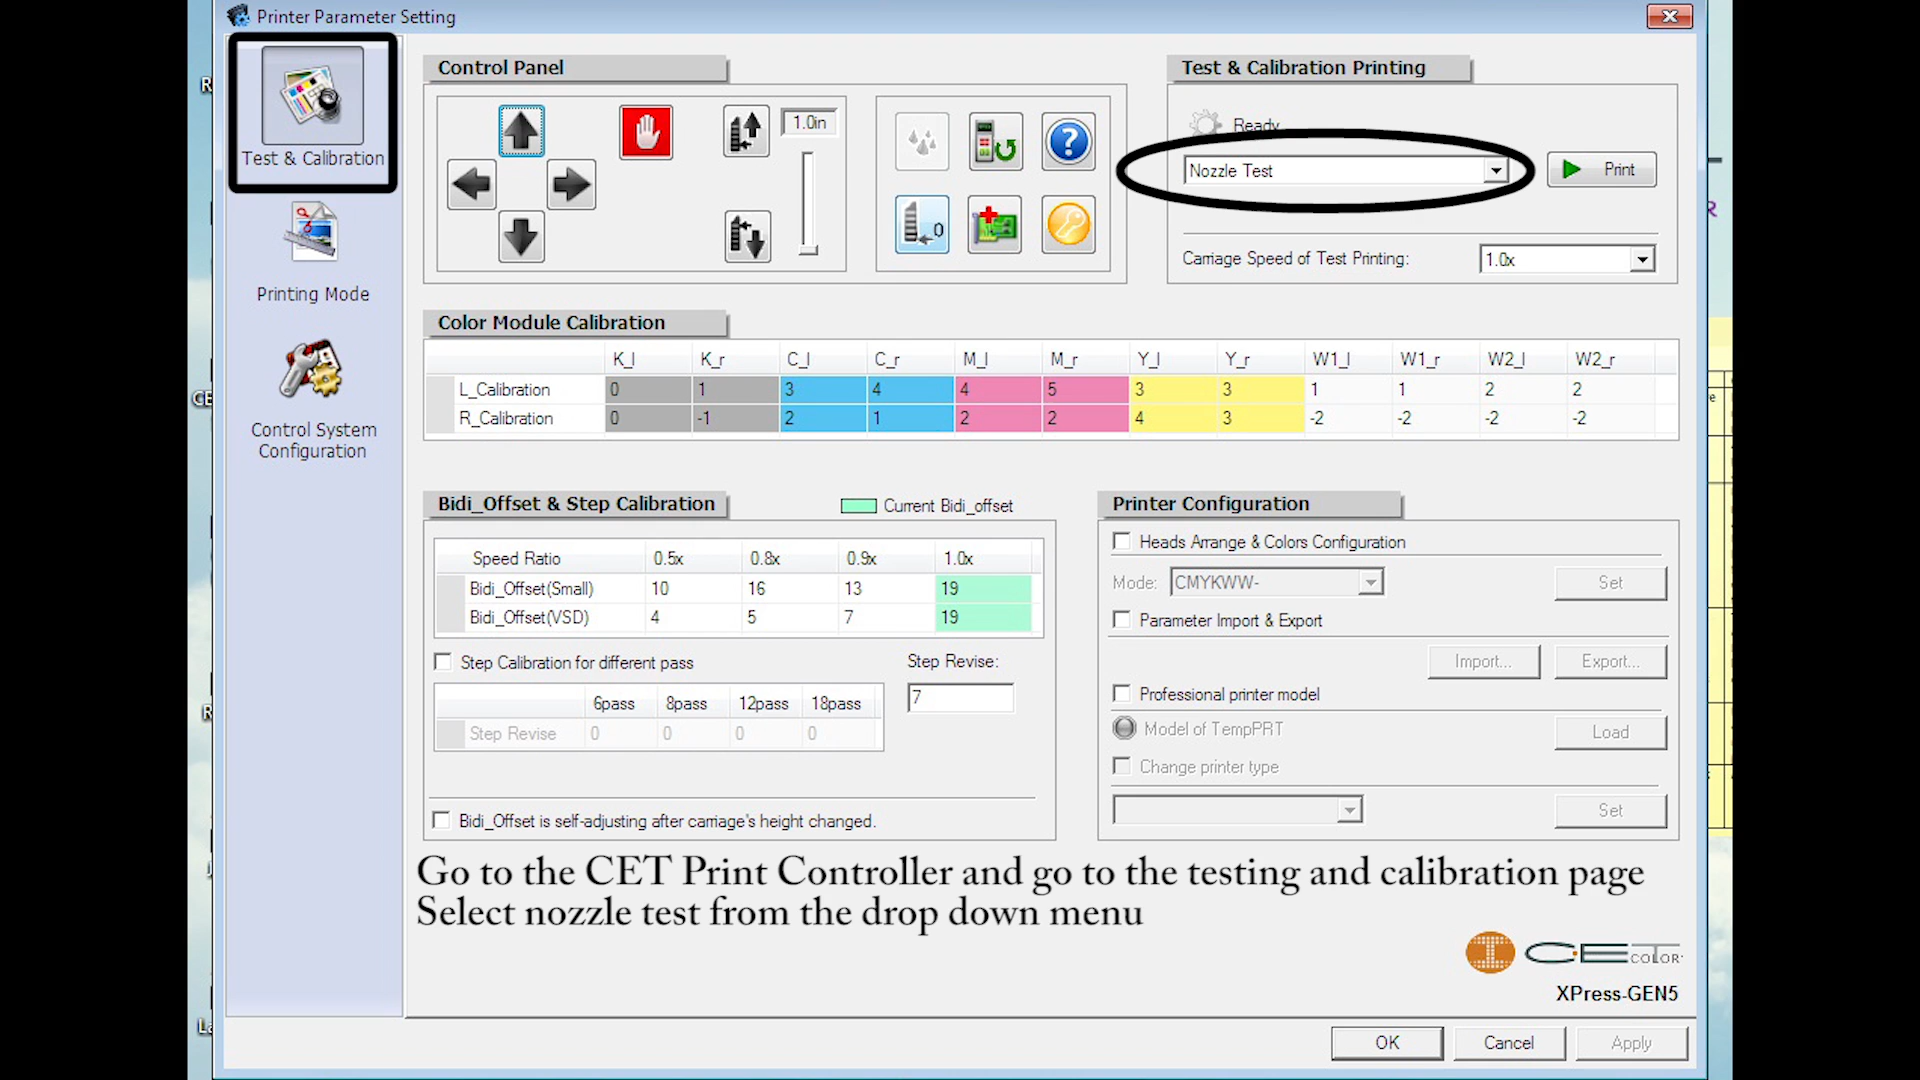 Printer Parameter Setting
Test & Calibration
Printing Mode
Control System
Configuration
Control Panel
1.0in
0
Test & Calibration Printing
Ready
Nozzle Test
Print
Carriage Speed of Test Printing:
1.0x
Color Module Calibration
K_l K_r C_l C_r M_l M_r Y_l Y_r W1_l W1_r W2_l W2_r
L_Calibration 0 1 3 4 4 5 3 3 1 1 2 2
R_Calibration 0 -1 2 1 2 2 4 3 -2 -2 -2 -2
Bidi_Offset & Step Calibration
Current Bidi_offset
Speed Ratio 0.5x 0.8x 0.9x 1.0x
Bidi_Offset(Small) 10 16 13 19
Bidi_Offset(VSD) 4 5 7 19
Step Calibration for different pass
Step Revise:
7
6pass 8pass 12pass 18pass
Step Revise 0 0 0 0
Bidi_Offset is self-adjusting after carriage's height changed.
Printer Configuration
Heads Arrange & Colors Configuration
Mode: CMYKWW- Set
Parameter Import & Export
Import... Export...
Professional printer model
Model of TempPRT Load
Change printer type
Set
Go to the CET Print Controller and go to the testing and calibration page
Select nozzle test from the drop down menu
CET COLOR
XPress-GEN5
OK Cancel Apply